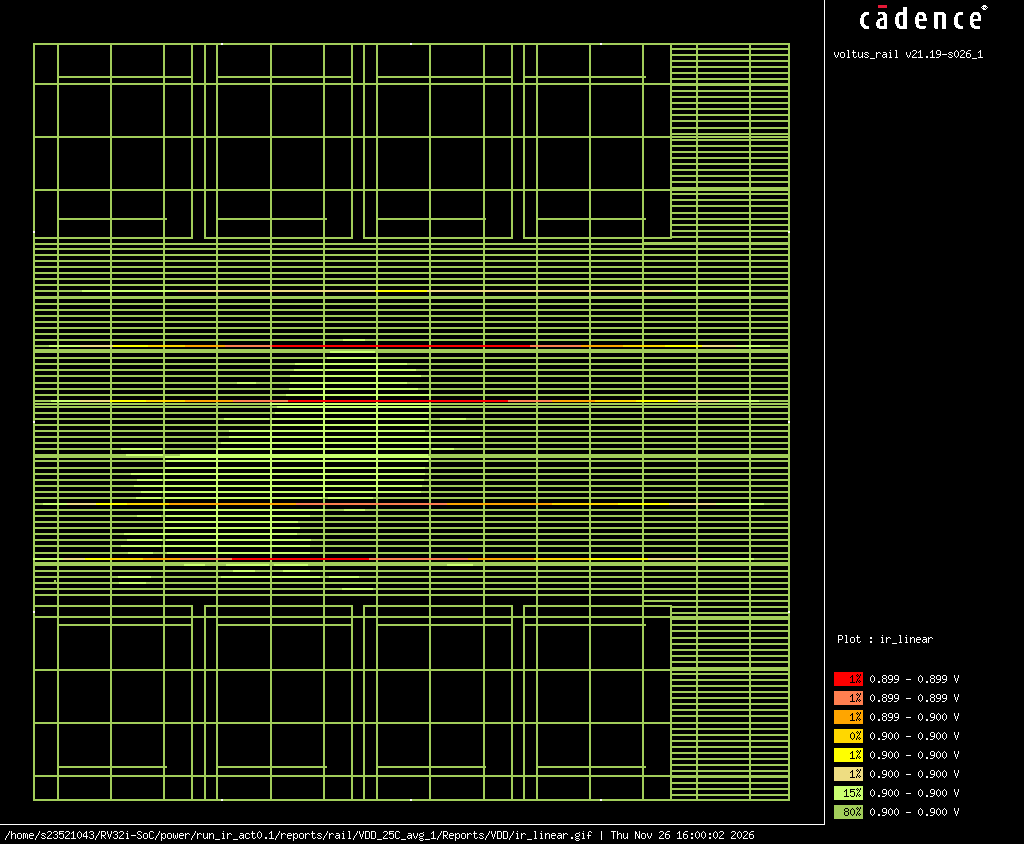 cādence®
voltus_rail v21.19-s026_1
Plot : ir_linear
1% 0.899 - 0.899 V
1% 0.899 - 0.899 V
1% 0.899 - 0.900 V
0% 0.900 - 0.900 V
1% 0.900 - 0.900 V
1% 0.900 - 0.900 V
15% 0.900 - 0.900 V
80% 0.900 - 0.900 V
/home/s23521043/RV32i-SoC/power/run_ir_act0.1/reports/rail/VDD_25C_avg_1/Reports/VDD/ir_linear.gif | Thu Nov 26 16:00:02 2026